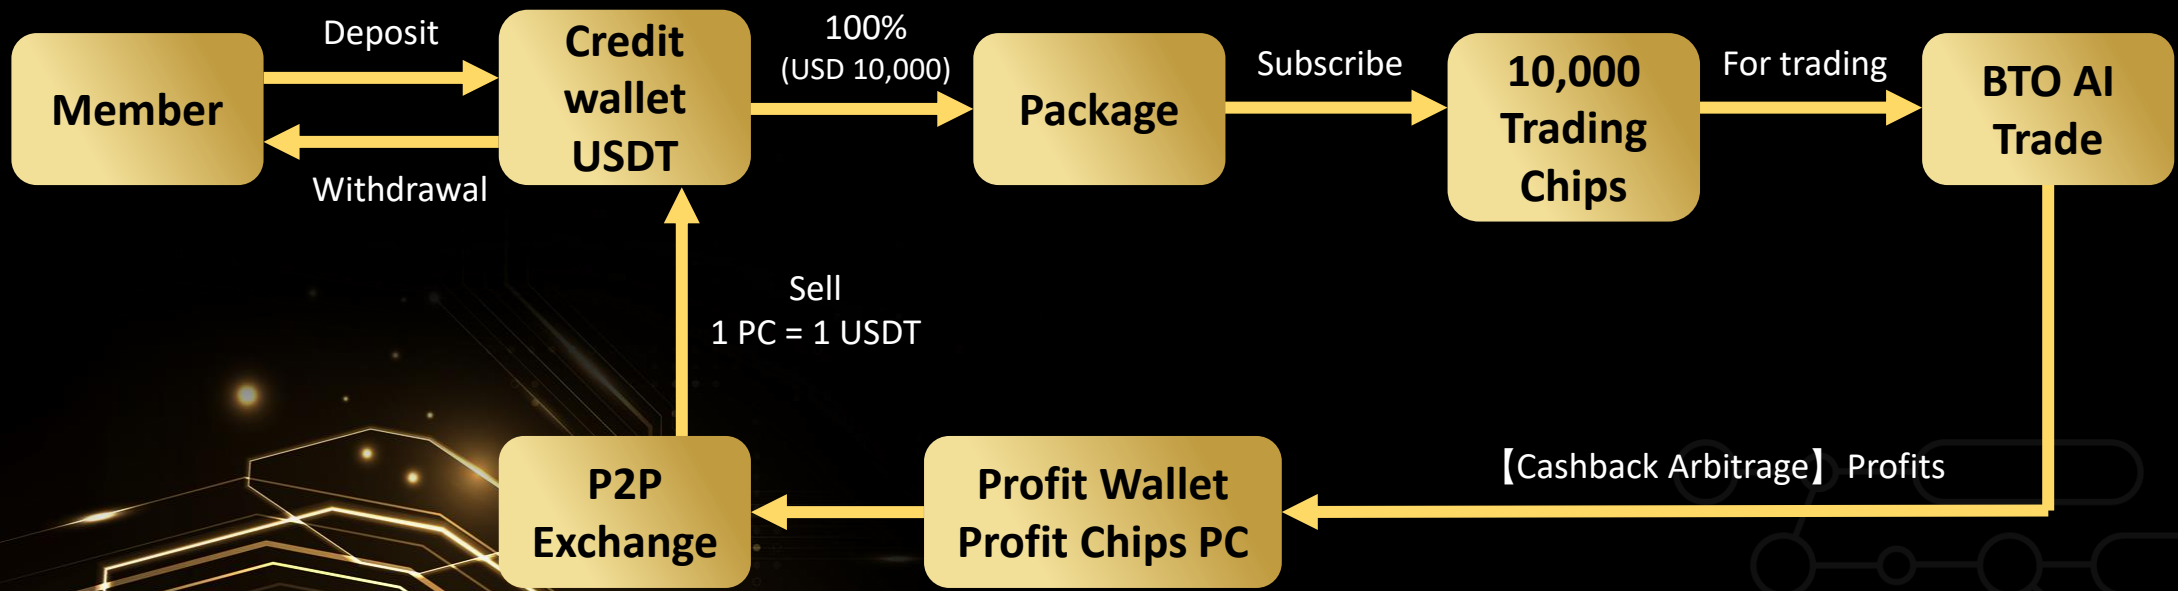 Member
Deposit
Withdrawal
Credit
wallet
USDT
100%
(USD 10,000)
Package
Subscribe
10,000
Trading
Chips
For trading
BTO AI
Trade
【Cashback Arbitrage】 Profits
Profit Wallet
Profit Chips PC
P2P
Exchange
Sell
1 PC = 1 USDT